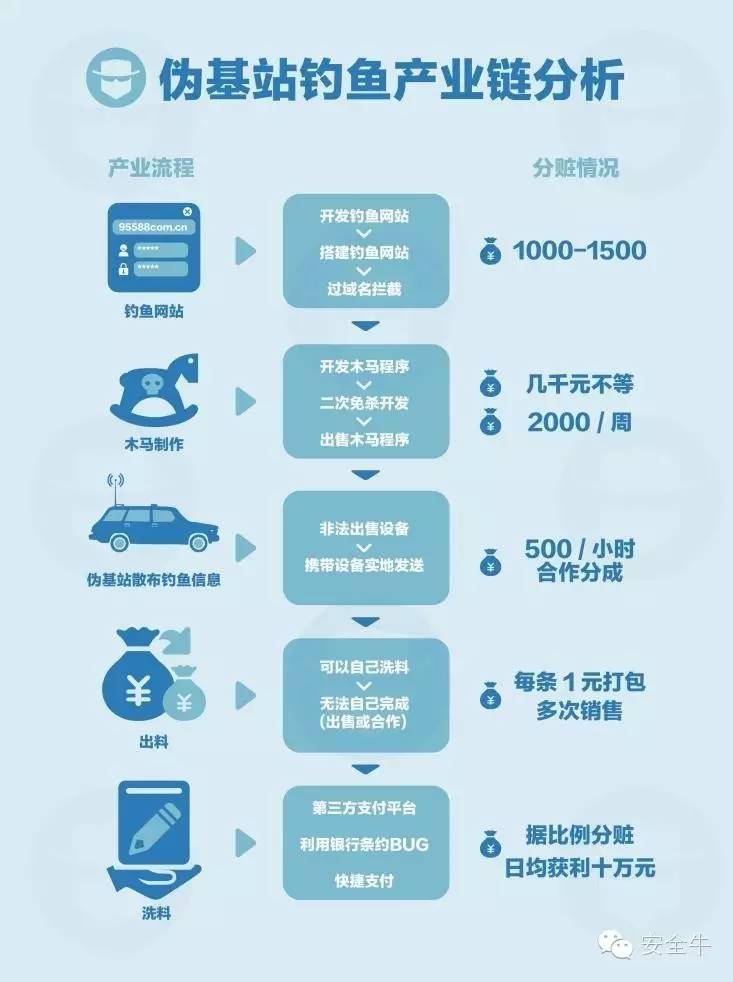 伪基站钓鱼产业链分析
产业流程
分赃情况
95588com.cn
*****
*****
钓鱼网站
开发钓鱼网站
搭建钓鱼网站
过域名拦截
¥
1000-1500
木马制作
开发木马程序
二次免杀开发
出售木马程序
¥
几千元不等
¥
2000 / 周
伪基站散布钓鱼信息
非法出售设备
携带设备实地发送
¥
500 / 小时
合作分成
¥
¥
出料
可以自己洗料
无法自己完成
(出售或合作)
¥
每条 1 元打包
多次销售
洗料
第三方支付平台
利用银行条约BUG
快捷支付
¥
据比例分赃
日均获利十万元
安全牛